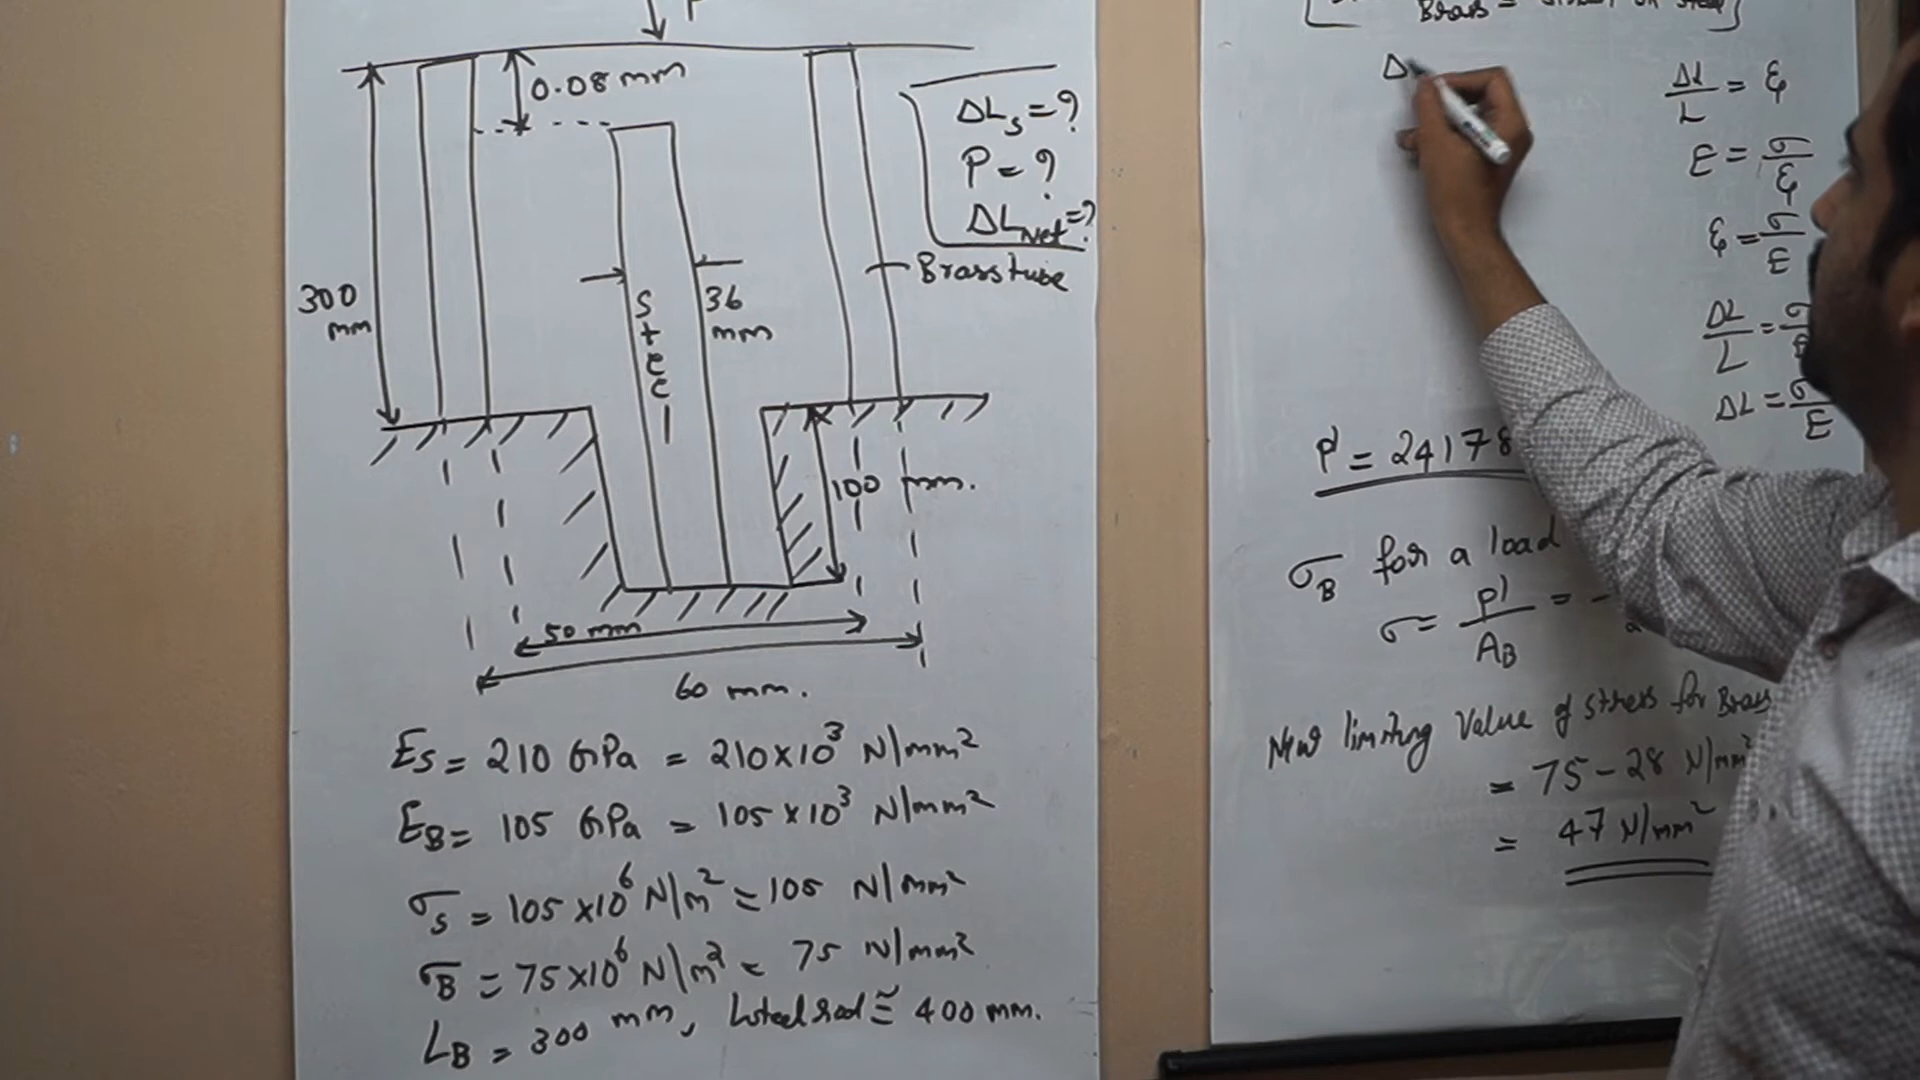 P
0.08 mm
ΔLs = ?
P = ?
ΔLNet = ?
Brass tube
300
mm
Steel
36
mm
100 mm.
50 mm
60 mm.
Es = 210 GPa = 210×10³ N/mm²
EB = 105 GPa = 105×10³ N/mm²
σs = 105×10⁶ N/m² = 105 N/mm²
σB = 75×10⁶ N/m² = 75 N/mm²
LB = 300 mm, Lsteel rod ≅ 400 mm.
Brass =
Δ
Δl/L = ε
E = σ/ε
ε = σ/E
Δl/L = σ
ΔL = σ/E
P' = 24178
σB for a load
σ = P'/AB = -
New limiting value of stress for Brass
= 75 - 28 N/mm²
= 47 N/mm²